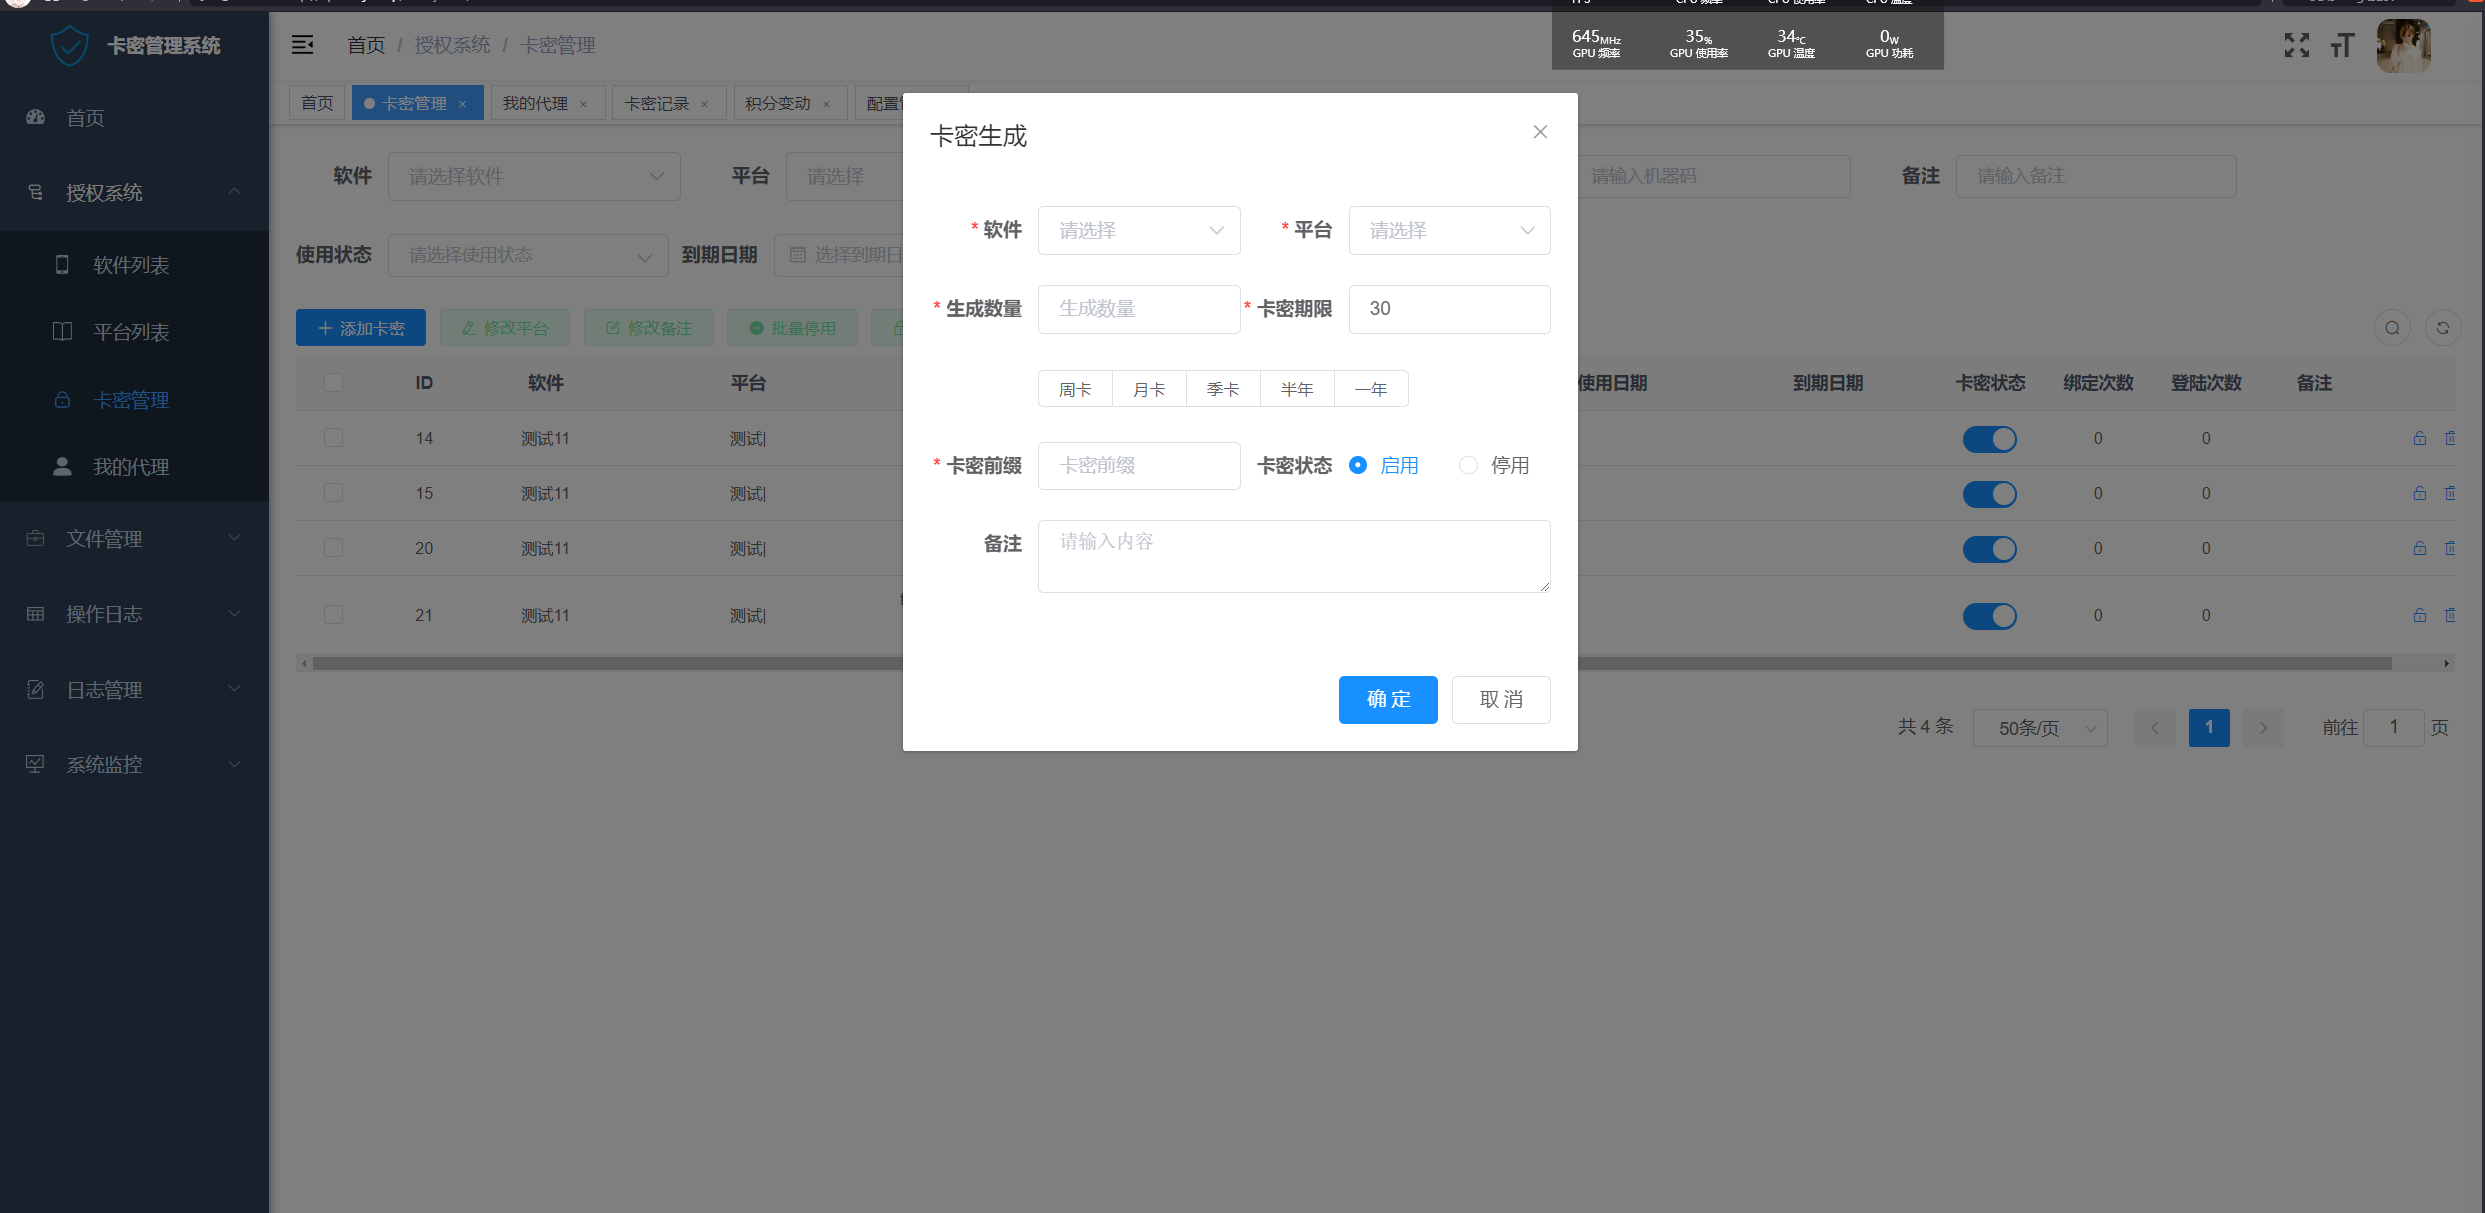 645MHz 35% 34℃ 0W
GPU 频率 GPU 使用率 GPU 温度 GPU 功耗
卡密管理系统
首页 / 授权系统 / 卡密管理
首页
授权系统
软件列表
平台列表
卡密管理
我的代理
文件管理
操作日志
日志管理
系统监控
首页 卡密管理 × 我的代理 × 卡密记录 × 积分变动 × 配置
软件 请选择软件 平台 请选择 请输入机器码 备注 请输入备注
使用状态 请选择使用状态 到期日期 选择到期日
添加卡密 修改平台 修改备注 批量停用
ID 软件 平台 使用日期 到期日期 卡密状态 绑定次数 登陆次数 备注
14 测试11 测试| 0 0
15 测试11 测试| 0 0
20 测试11 测试| 0 0
21 测试11 测试| 0 0
共 4 条 50条/页 1 前往 1 页
卡密生成
* 软件 请选择 * 平台 请选择
* 生成数量 生成数量 * 卡密期限 30
周卡 月卡 季卡 半年 一年
* 卡密前缀 卡密前缀 卡密状态 启用 停用
备注 请输入内容
确 定 取 消